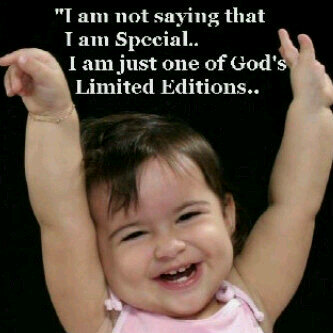 "I am not saying that
I am Special..
I am just one of God's
Limited Editions..